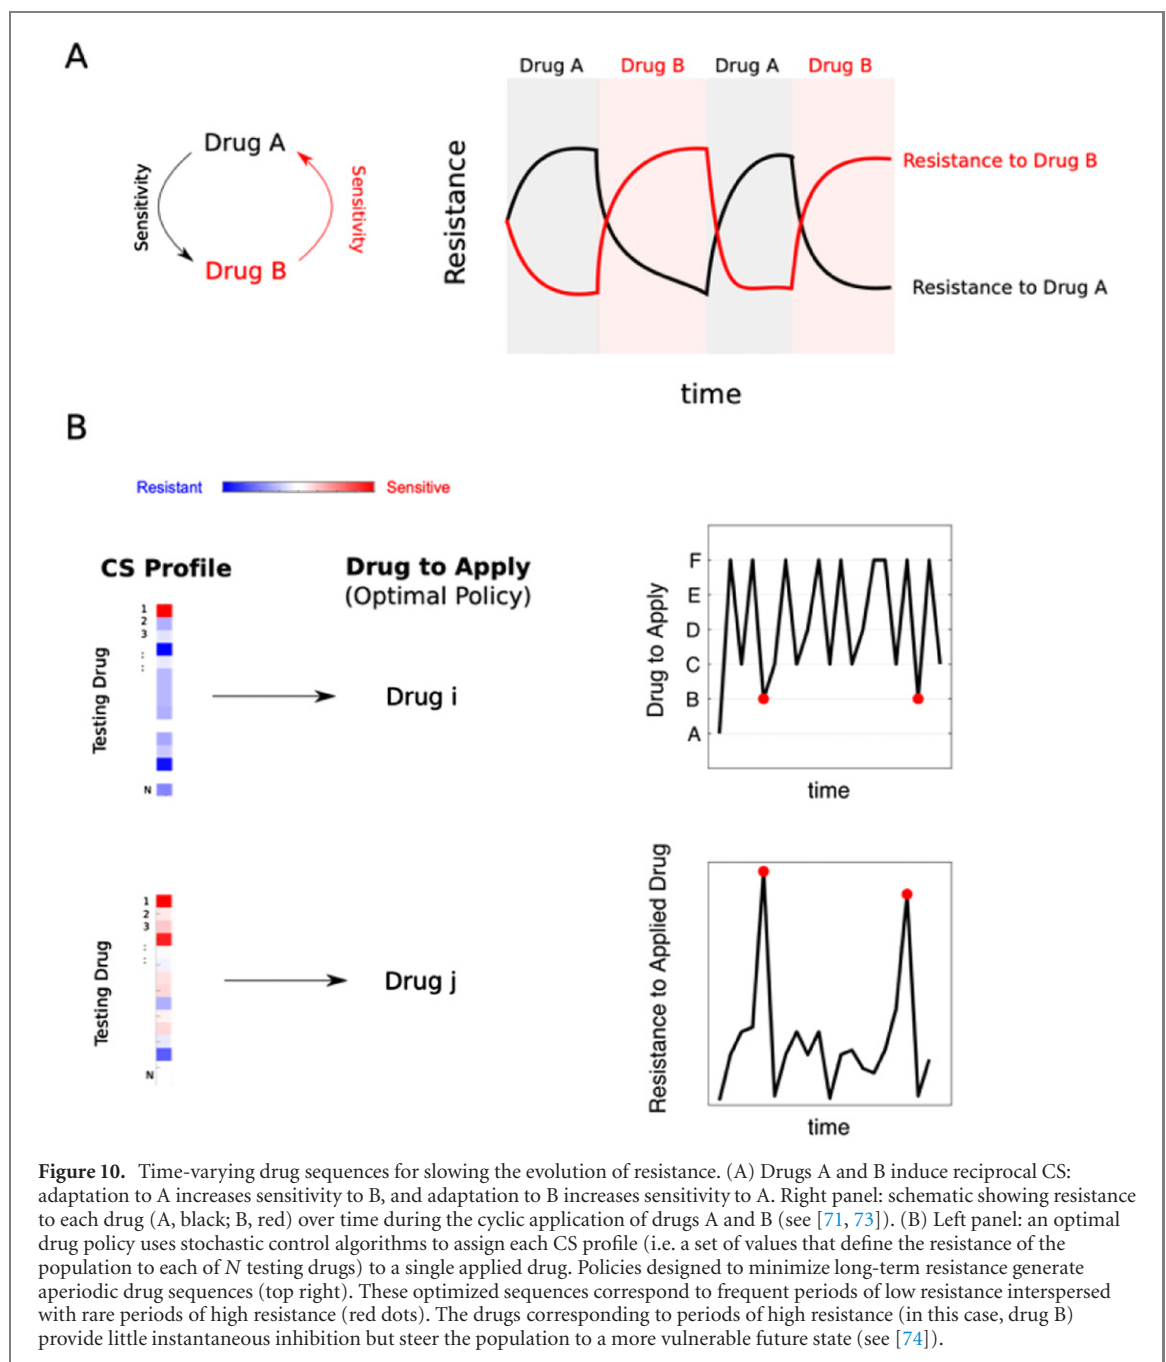 A
Drug A
Drug B
Drug A
Drug B
Drug A
Sensitivity
Sensitivity
Drug B
Resistance
Resistance to Drug B
Resistance to Drug A
time
B
Resistant
Sensitive
CS Profile
Drug to Apply
(Optimal Policy)
Testing Drug
1
2
3
:
:
N
Drug i
Drug to Apply
F
E
D
C
B
A
time
Testing Drug
1
2
3
:
:
N
Drug j
Resistance to Applied Drug
time
Figure 10. Time-varying drug sequences for slowing the evolution of resistance. (A) Drugs A and B induce reciprocal CS:
adaptation to A increases sensitivity to B, and adaptation to B increases sensitivity to A. Right panel: schematic showing resistance
to each drug (A, black; B, red) over time during the cyclic application of drugs A and B (see [71, 73]). (B) Left panel: an optimal
drug policy uses stochastic control algorithms to assign each CS profile (i.e. a set of values that define the resistance of the
population to each of N testing drugs) to a single applied drug. Policies designed to minimize long-term resistance generate
aperiodic drug sequences (top right). These optimized sequences correspond to frequent periods of low resistance interspersed
with rare periods of high resistance (red dots). The drugs corresponding to periods of high resistance (in this case, drug B)
provide little instantaneous inhibition but steer the population to a more vulnerable future state (see [74]).